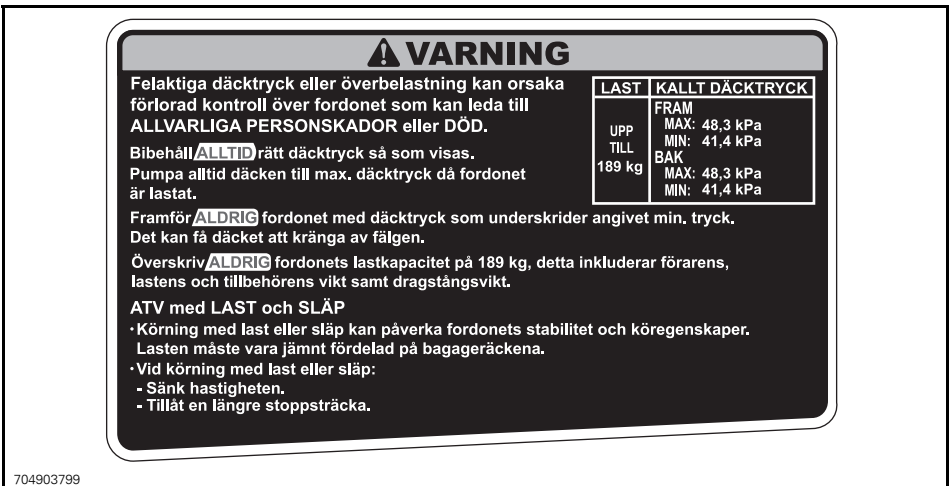 VARNING
Felaktiga däcktryck eller överbelastning kan orsaka
förlorad kontroll över fordonet som kan leda till
ALLVARLIGA PERSONSKADOR eller DÖD.
Bibehåll ALLTID rätt däcktryck så som visas.
Pumpa alltid däcken till max. däcktryck då fordonet
är lastat.
LAST KALLT DÄCKTRYCK
UPP
TILL
189 kg
FRAM
MAX: 48,3 kPa
MIN: 41,4 kPa
BAK
MAX: 48,3 kPa
MIN: 41,4 kPa
Framför ALDRIG fordonet med däcktryck som underskrider angivet min. tryck.
Det kan få däcket att kränga av fälgen.
Överskriv ALDRIG fordonets lastkapacitet på 189 kg, detta inkluderar förarens,
lastens och tillbehörens vikt samt dragstångsvikt.
ATV med LAST och SLÄP
·Körning med last eller släp kan påverka fordonets stabilitet och köregenskaper.
Lasten måste vara jämnt fördelad på bagageräckena.
·Vid körning med last eller släp:
- Sänk hastigheten.
- Tillåt en längre stoppsträcka.
704903799